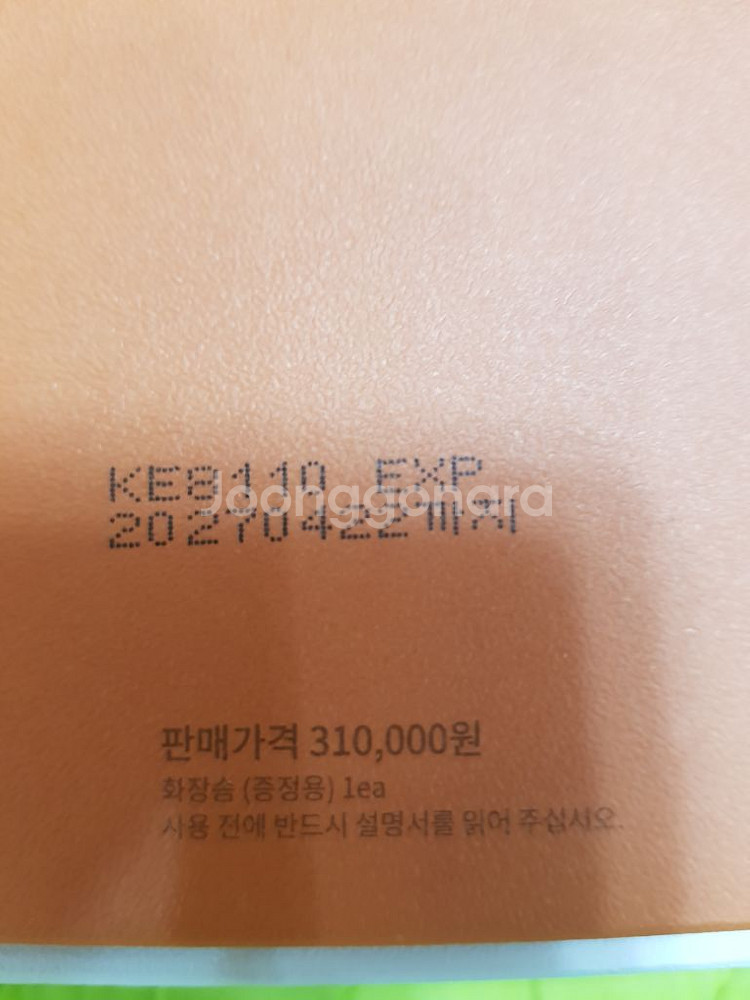 KE8110 EXP
Joonggonara
20270422까지
판매가격 310,000원
화장솜 (증정용) 1ea
사용 전에 반드시 설명서를 읽어 주십시오.